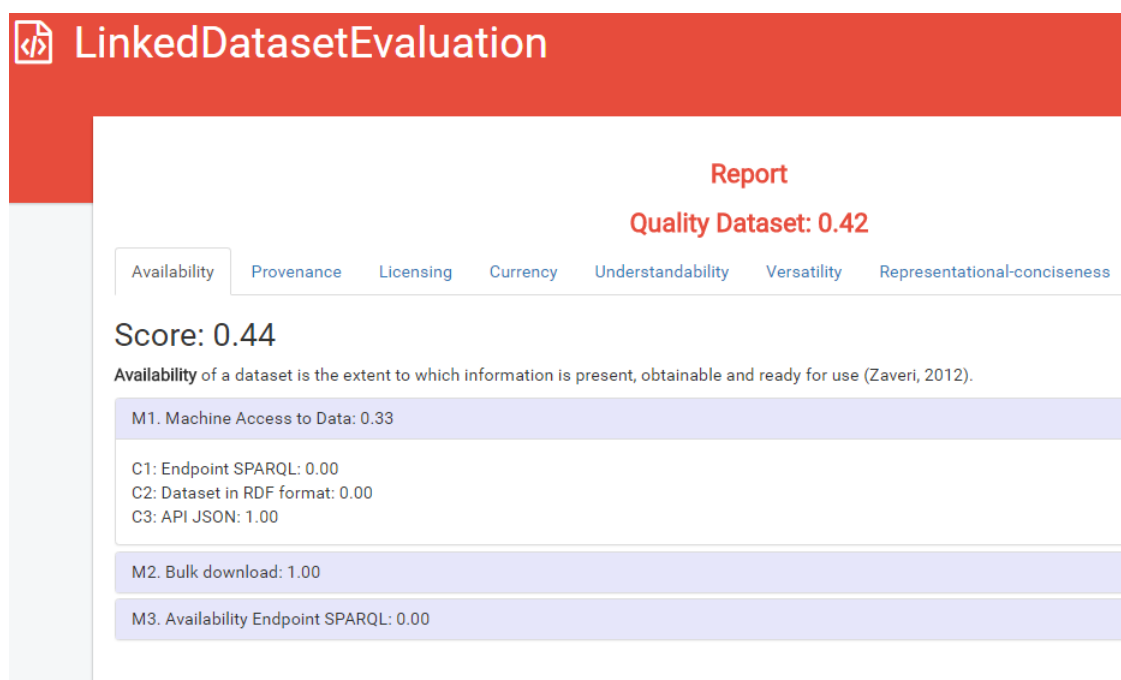 LinkedDatasetEvaluation
Report
Quality Dataset: 0.42
Availability Provenance Licensing Currency Understandability Versatility Representational-conciseness
Score: 0.44
Availability of a dataset is the extent to which information is present, obtainable and ready for use (Zaveri, 2012).
M1. Machine Access to Data: 0.33
C1: Endpoint SPARQL: 0.00
C2: Dataset in RDF format: 0.00
C3: API JSON: 1.00
M2. Bulk download: 1.00
M3. Availability Endpoint SPARQL: 0.00